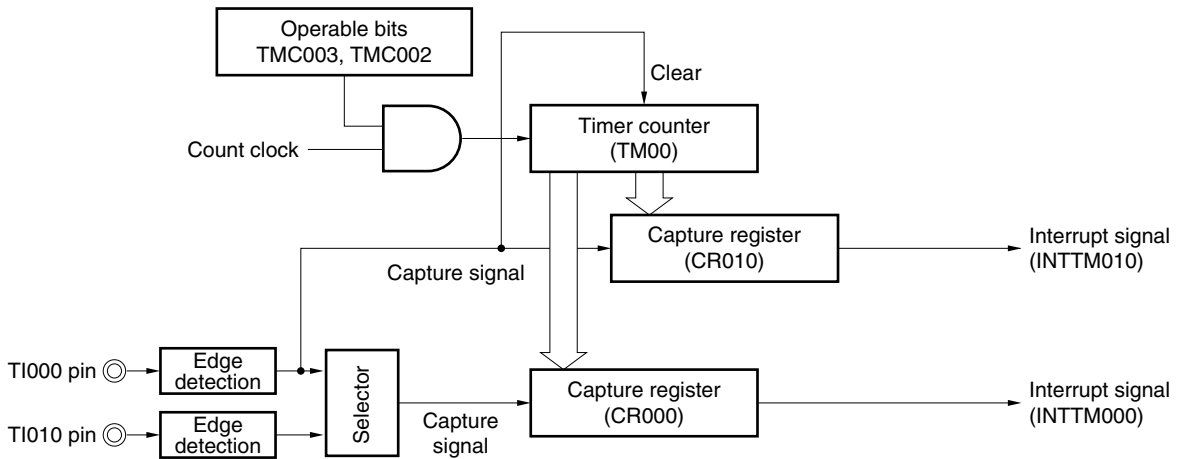 Operable bits
TMC003, TMC002
Clear
Timer counter
(TM00)
Count clock
Capture register
(CR010)
Interrupt signal
(INTTM010)
Capture signal
TI000 pin
Edge
detection
Selector
Capture register
(CR000)
Interrupt signal
(INTTM000)
TI010 pin
Edge
detection
Capture
signal